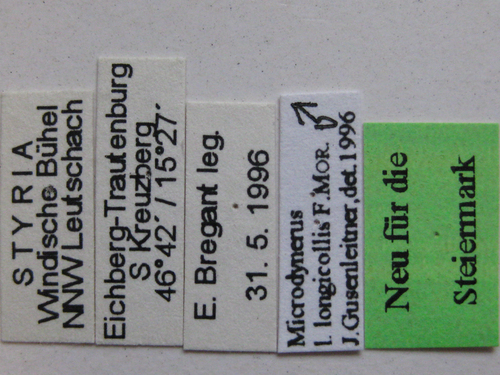 STYRIA
Windische Bühel
NNW Leutschach
Eichberg-Trautenburg
S Kreuzberg
46°42´/15°27´
E. Bregant leg.
31. 5. 1996
Microdynerus ♂
l. longicollis F.MOR.
J.Gusenleitner,det.1996
Neu für die
Steiermark